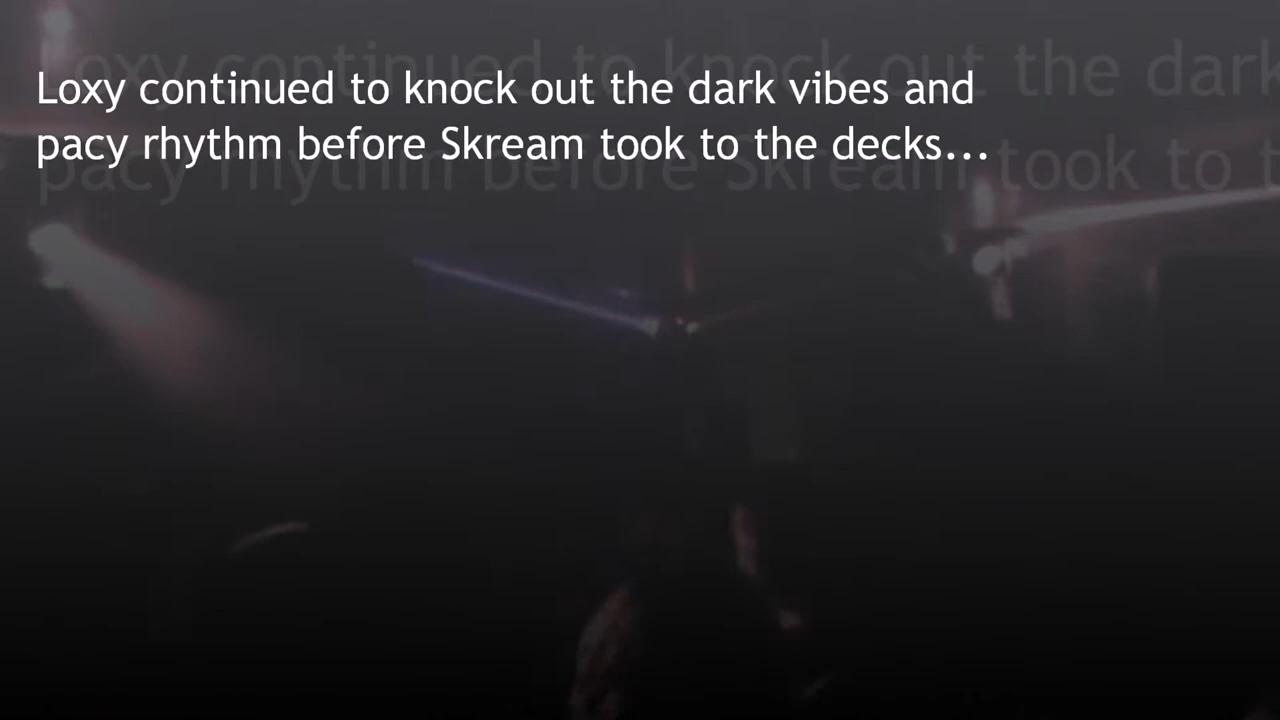 Loxy continued to knock out the dark vibes and
pacy rhythm before Skream took to the decks...